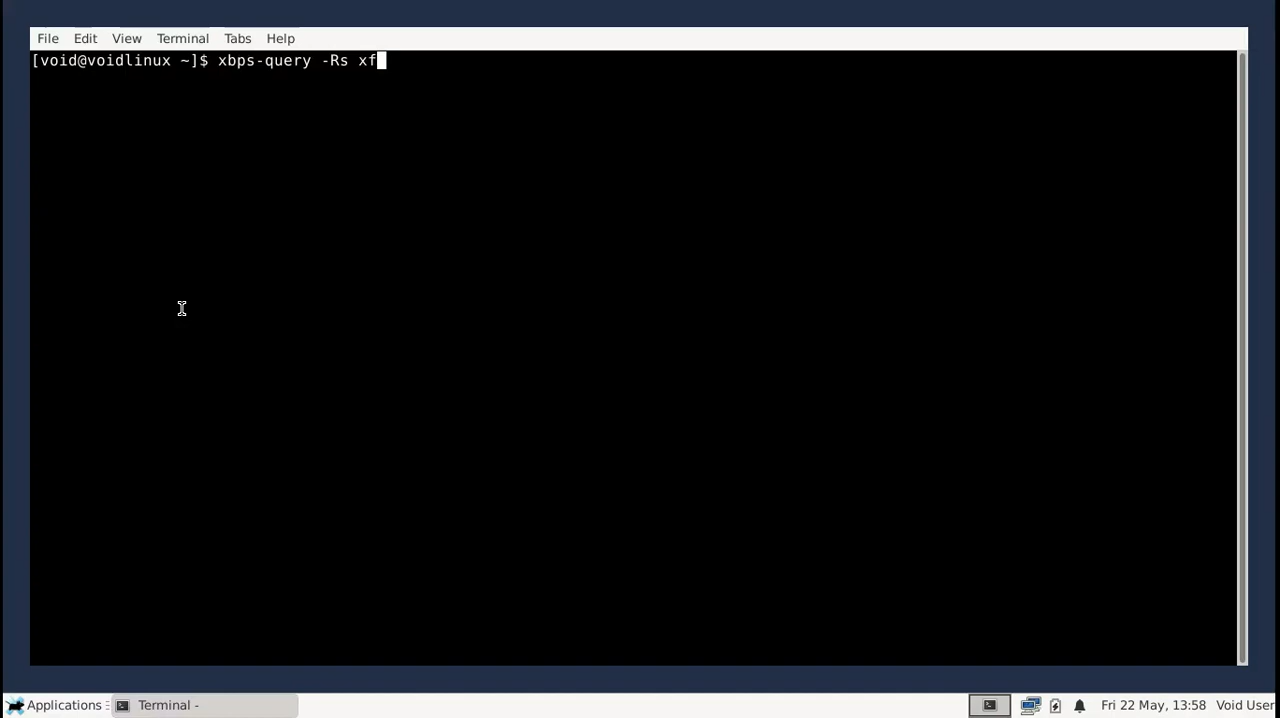 File Edit View Terminal Tabs Help
[void@voidlinux ~]$ xbps-query -Rs xf
Applications Terminal - Fri 22 May, 13:58 Void User